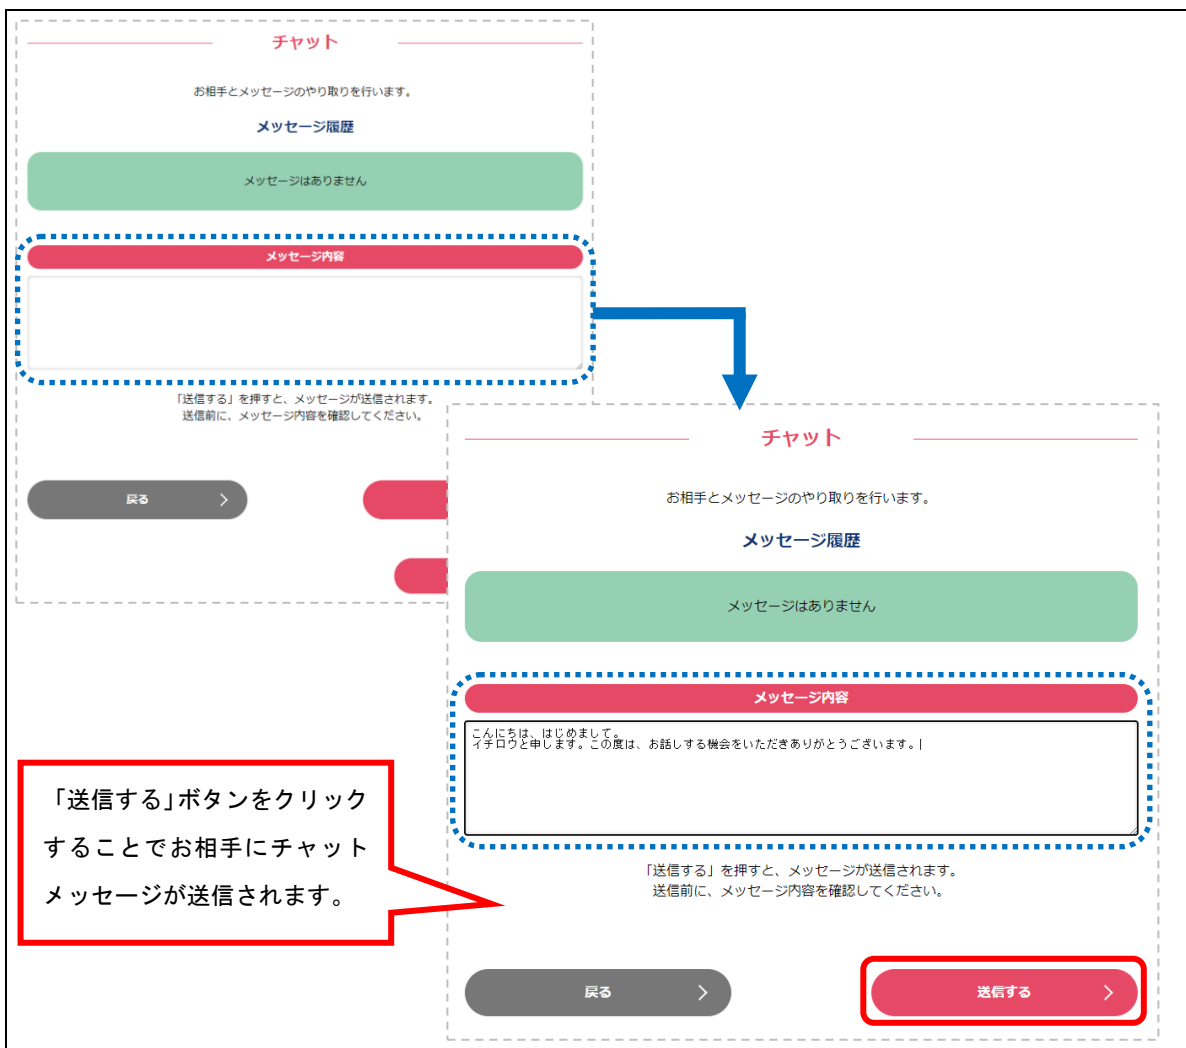 チャット
お相手とメッセージのやり取りを行います。
メッセージ履歴
メッセージはありません
メッセージ内容
「送信する」を押すと、メッセージが送信されます。
送信前に、メッセージ内容を確認してください。
戻る
チャット
お相手とメッセージのやり取りを行います。
メッセージ履歴
メッセージはありません
メッセージ内容
こんにちは、はじめまして。
イチロウと申します。この度は、お話しする機会をいただきありがとうございます。
「送信する」ボタンをクリック
することでお相手にチャット
メッセージが送信されます。
「送信する」を押すと、メッセージが送信されます。
送信前に、メッセージ内容を確認してください。
戻る
送信する